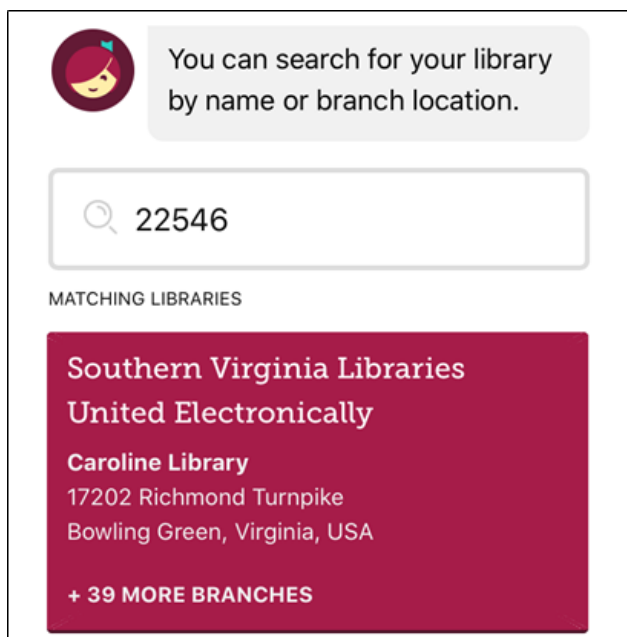 You can search for your library
by name or branch location.
22546
MATCHING LIBRARIES
Southern Virginia Libraries
United Electronically
Caroline Library
17202 Richmond Turnpike
Bowling Green, Virginia, USA
+ 39 MORE BRANCHES